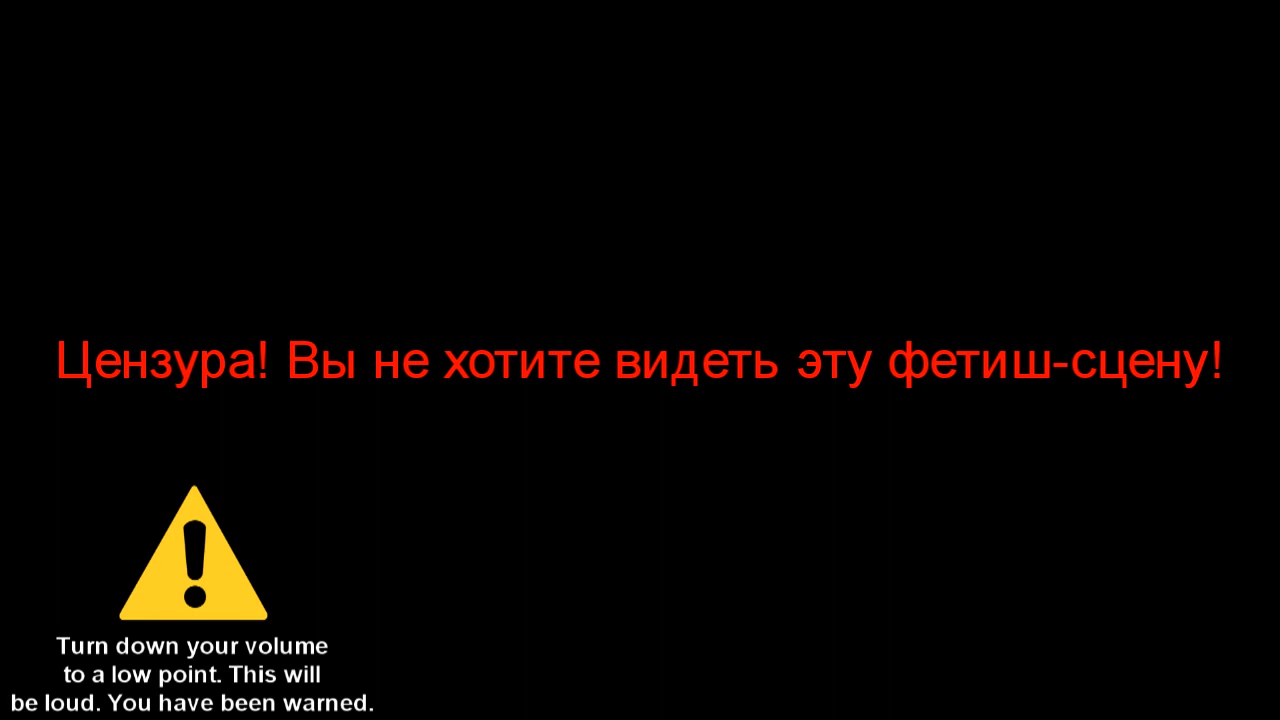 Цензура! Вы не хотите видеть эту фетиш-сцену!
Turn down your volume
to a low point. This will
be loud. You have been warned.